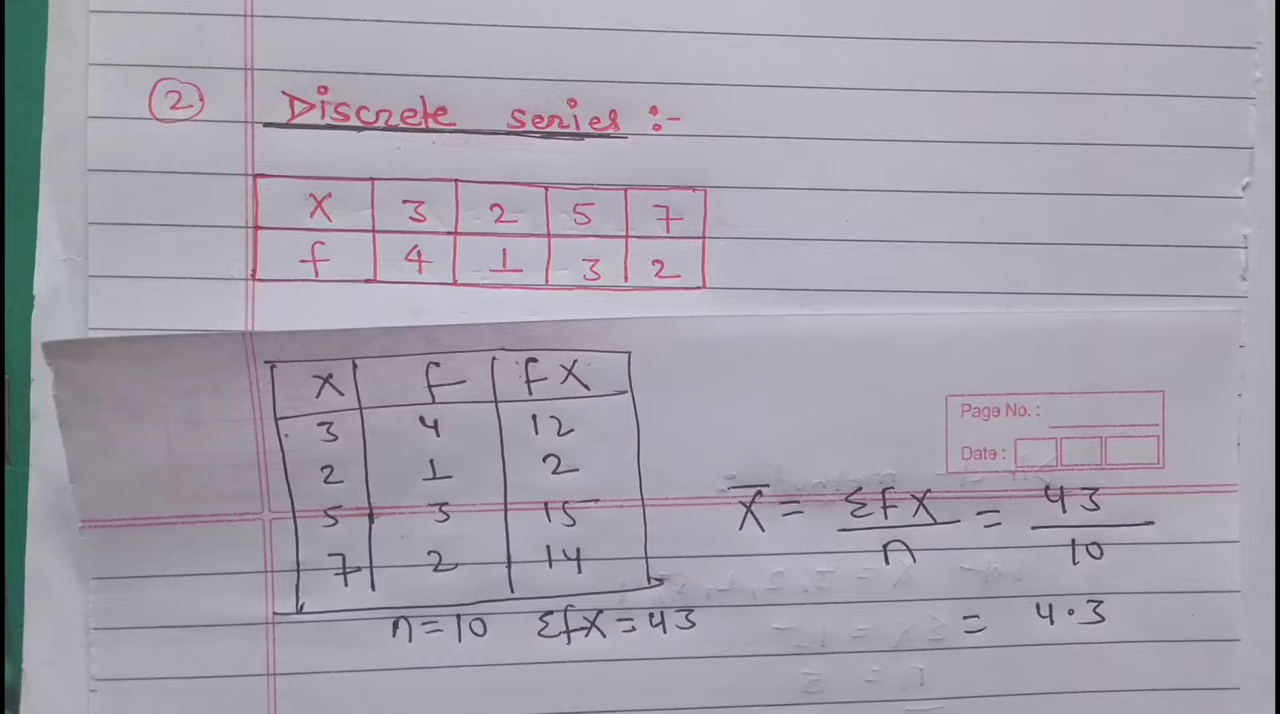 2 Discrete series :-
X 3 2 5 7
f 4 1 3 2
X f fX
3 4 12
2 1 2
5 3 15
7 2 14
n=10 ΣfX=43
Page No. :
Date :
X̅ = ΣfX / n = 43 / 10
= 4.3